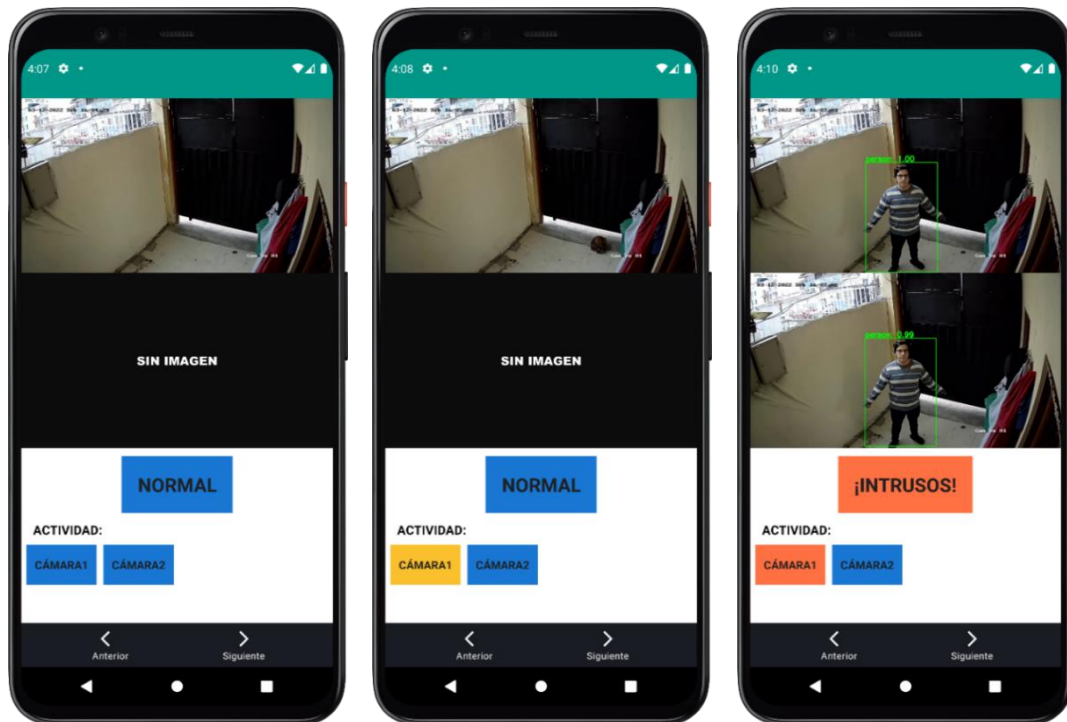 4:07
SIN IMAGEN
NORMAL
ACTIVIDAD:
CÁMARA1 CÁMARA2
Anterior Siguiente
4:08
SIN IMAGEN
NORMAL
ACTIVIDAD:
CÁMARA1 CÁMARA2
Anterior Siguiente
4:10
person: 1.00
person: 0.99
¡INTRUSOS!
ACTIVIDAD:
CÁMARA1 CÁMARA2
Anterior Siguiente